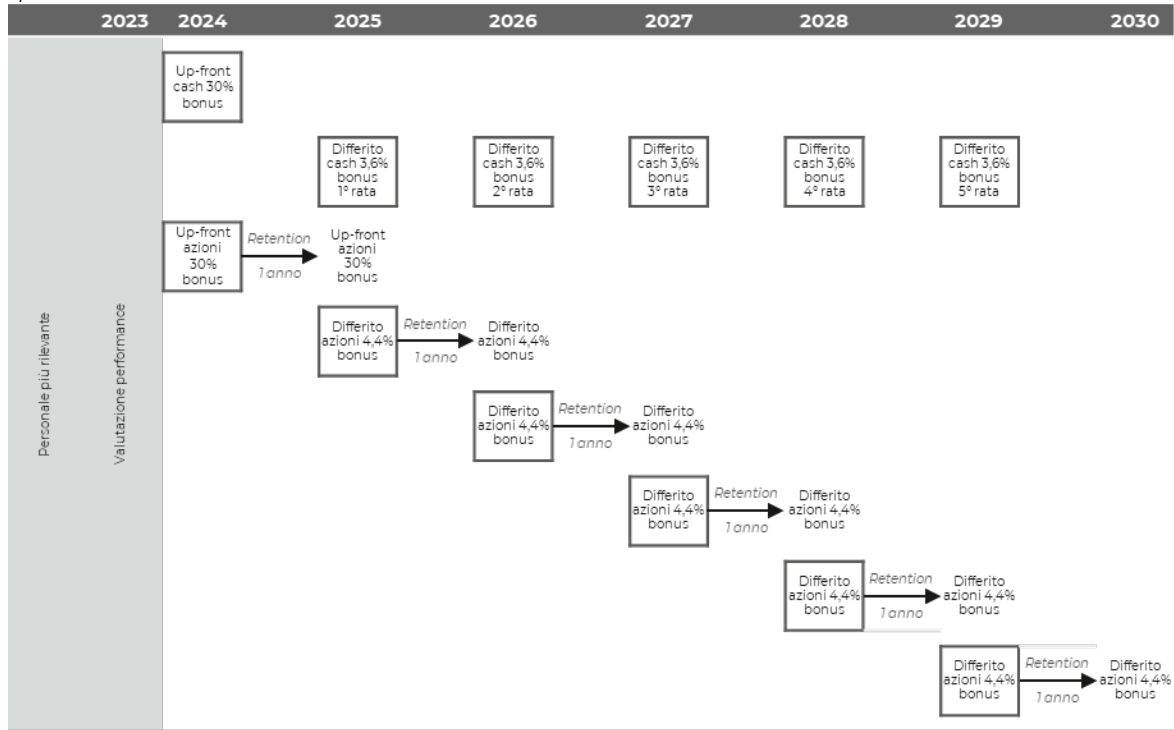 2023 2024 2025 2026 2027 2028 2029 2030
Personale più rilevante
Valutazione performance
Up-front
cash 30%
bonus
Differito
cash 3,6%
bonus
1° rata
Differito
cash 3,6%
bonus
2° rata
Differito
cash 3,6%
bonus
3° rata
Differito
cash 3,6%
bonus
4° rata
Differito
cash 3,6%
bonus
5° rata
Up-front
azioni
30%
bonus
Retention
1 anno
Up-front
azioni
30%
bonus
Differito
azioni 4,4%
bonus
Retention
1 anno
Differito
azioni 4,4%
bonus
Differito
azioni 4,4%
bonus
Retention
1 anno
Differito
azioni 4,4%
bonus
Differito
azioni 4,4%
bonus
Retention
1 anno
Differito
azioni 4,4%
bonus
Differito
azioni 4,4%
bonus
Retention
1 anno
Differito
azioni 4,4%
bonus
Differito
azioni 4,4%
bonus
Retention
1 anno
Differito
azioni 4,4%
bonus